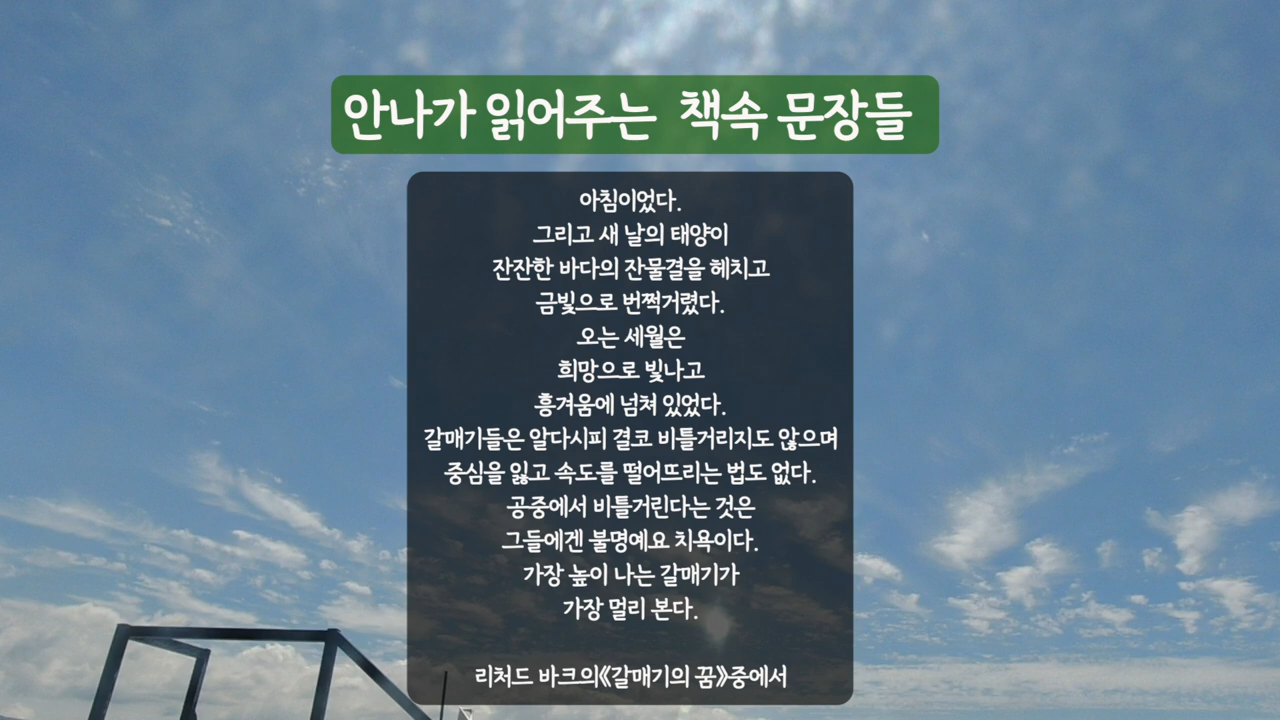 안나가 읽어주는 책속 문장들
아침이었다.
그리고 새 날의 태양이
잔잔한 바다의 잔물결을 헤치고
금빛으로 번쩍거렸다.
오는 세월은
희망으로 빛나고
흥겨움에 넘쳐 있었다.
갈매기들은 알다시피 결코 비틀거리지도 않으며
중심을 잃고 속도를 떨어뜨리는 법도 없다.
공중에서 비틀거린다는 것은
그들에겐 불명예요 치욕이다.
가장 높이 나는 갈매기가
가장 멀리 본다.
리처드 바크의《갈매기의 꿈》중에서